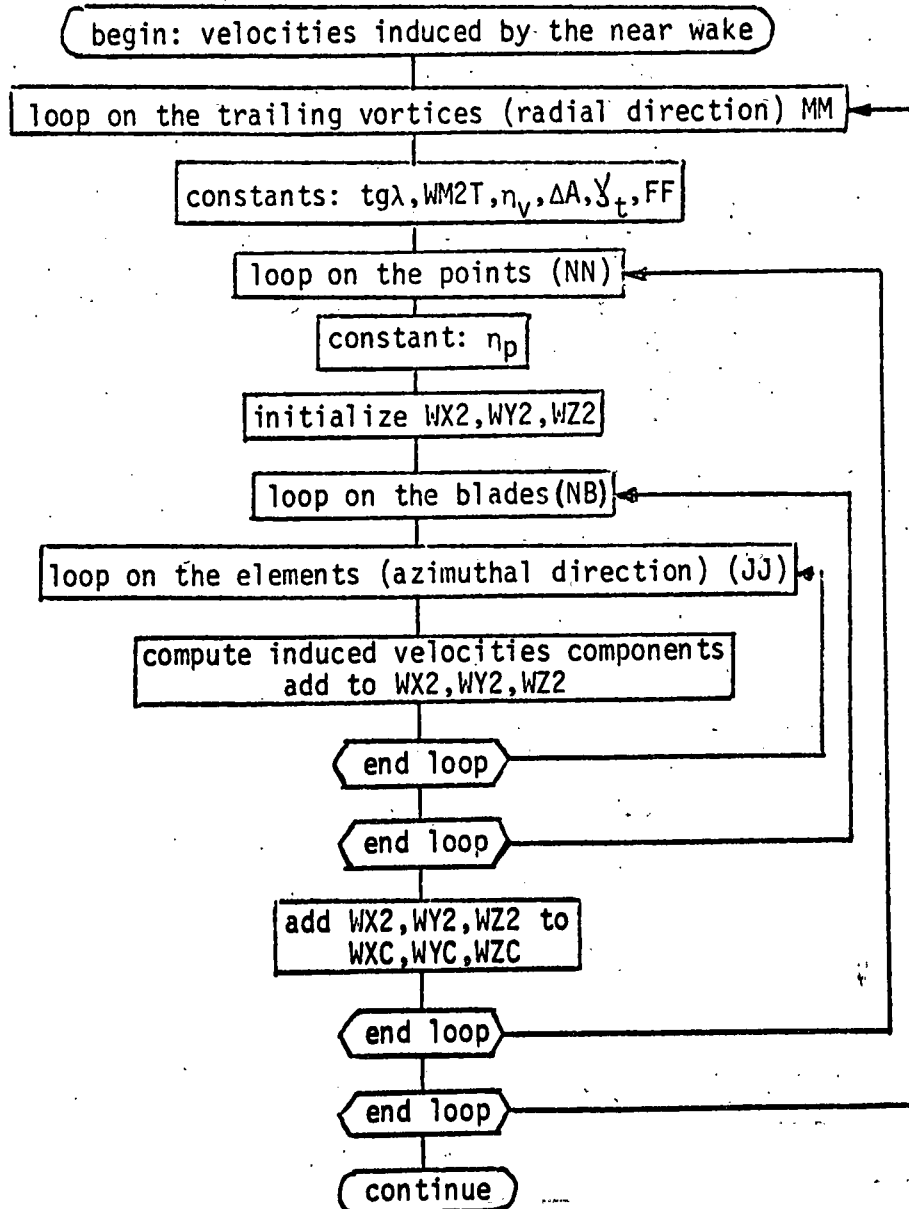 begin: velocities induced by the near wake
loop on the trailing vortices (radial direction) MM
constants: tgλ,WM2T,ηv,ΔA,γt,FF
loop on the points (NN)
constant: ηp
initialize WX2,WY2,WZ2
loop on the blades(NB)
loop on the elements (azimuthal direction) (JJ)
compute induced velocities components
add to WX2,WY2,WZ2
end loop
end loop
add WX2,WY2,WZ2 to
WXC,WYC,WZC
end loop
end loop
continue